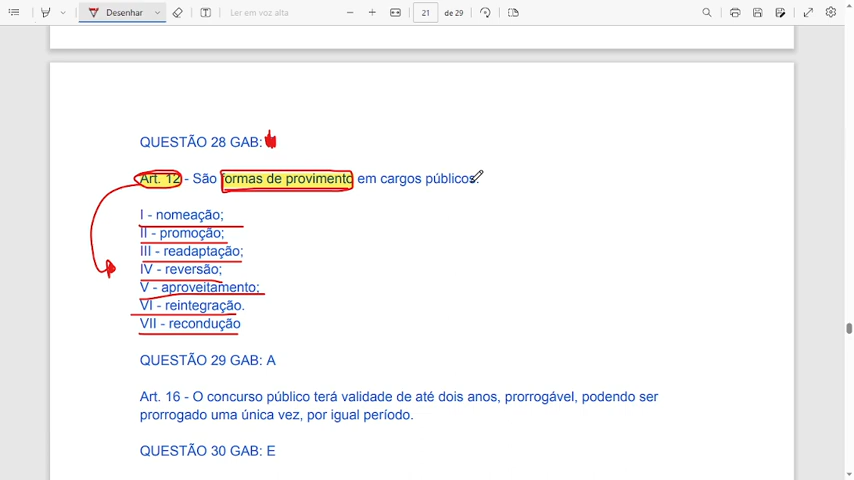 Desenhar
Ler em voz alta
21
de 29
QUESTÃO 28 GAB:
Art. 12 - São formas de provimento em cargos públicos.
I - nomeação;
II - promoção;
III - readaptação;
IV - reversão;
V - aproveitamento;
VI - reintegração.
VII - recondução
QUESTÃO 29 GAB: A
Art. 16 - O concurso público terá validade de até dois anos, prorrogável, podendo ser
prorrogado uma única vez, por igual período.
QUESTÃO 30 GAB: E